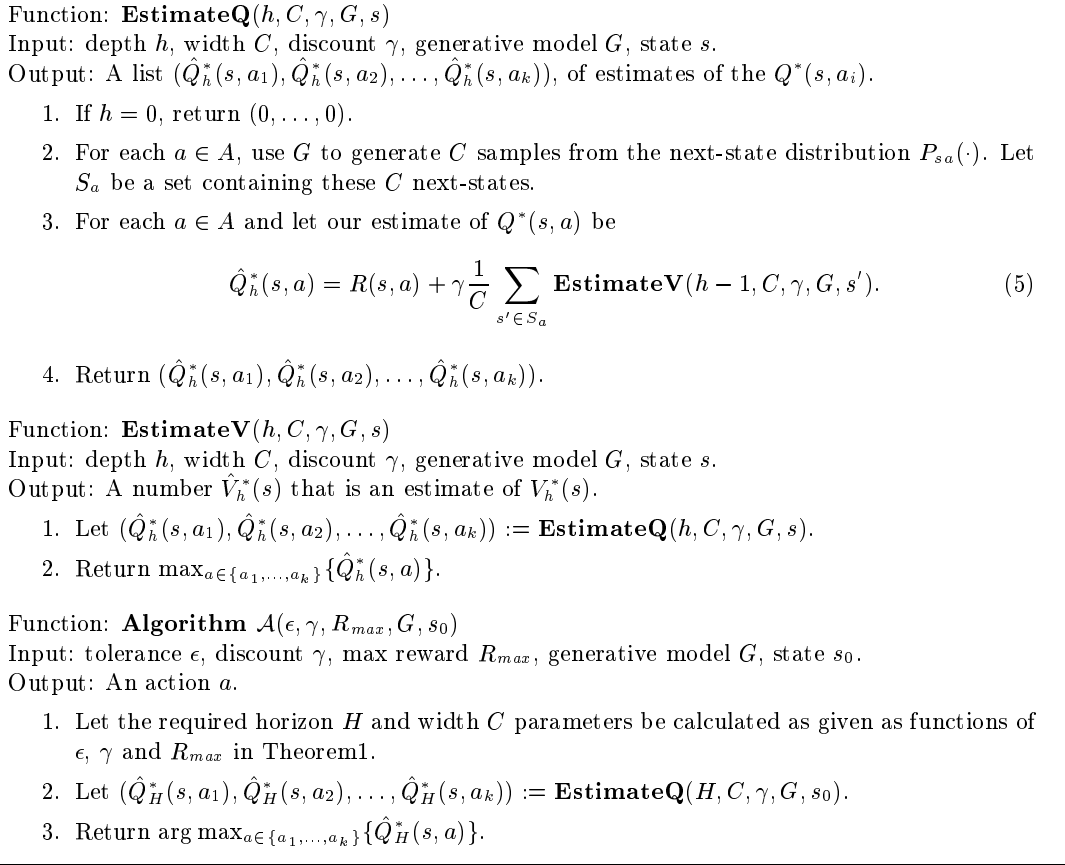 Function: EstimateQ(h, C, γ, G, s)
Input: depth h, width C, discount γ, generative model G, state s.
Output: A list (Q̂*_h(s, a_1), Q̂*_h(s, a_2), . . . , Q̂*_h(s, a_k)), of estimates of the Q*(s, a_i).
1. If h = 0, return (0, . . . , 0).
2. For each a ∈ A, use G to generate C samples from the next-state distribution P_{sa}(·). Let
S_a be a set containing these C next-states.
3. For each a ∈ A and let our estimate of Q*(s, a) be
Q̂*_h(s, a) = R(s, a) + γ 1/C ∑_{s′∈S_a} EstimateV(h − 1, C, γ, G, s′). (5)
4. Return (Q̂*_h(s, a_1), Q̂*_h(s, a_2), . . . , Q̂*_h(s, a_k)).
Function: EstimateV(h, C, γ, G, s)
Input: depth h, width C, discount γ, generative model G, state s.
Output: A number V̂*_h(s) that is an estimate of V*_h(s).
1. Let (Q̂*_h(s, a_1), Q̂*_h(s, a_2), . . . , Q̂*_h(s, a_k)) := EstimateQ(h, C, γ, G, s).
2. Return max_{a∈{a_1,...,a_k}}{Q̂*_h(s, a)}.
Function: Algorithm 𝒜(ϵ, γ, R_{max}, G, s_0)
Input: tolerance ϵ, discount γ, max reward R_{max}, generative model G, state s_0.
Output: An action a.
1. Let the required horizon H and width C parameters be calculated as given as functions of
ϵ, γ and R_{max} in Theorem1.
2. Let (Q̂*_H(s, a_1), Q̂*_H(s, a_2), . . . , Q̂*_H(s, a_k)) := EstimateQ(H, C, γ, G, s_0).
3. Return arg max_{a∈{a_1,...,a_k}}{Q̂*_H(s, a)}.